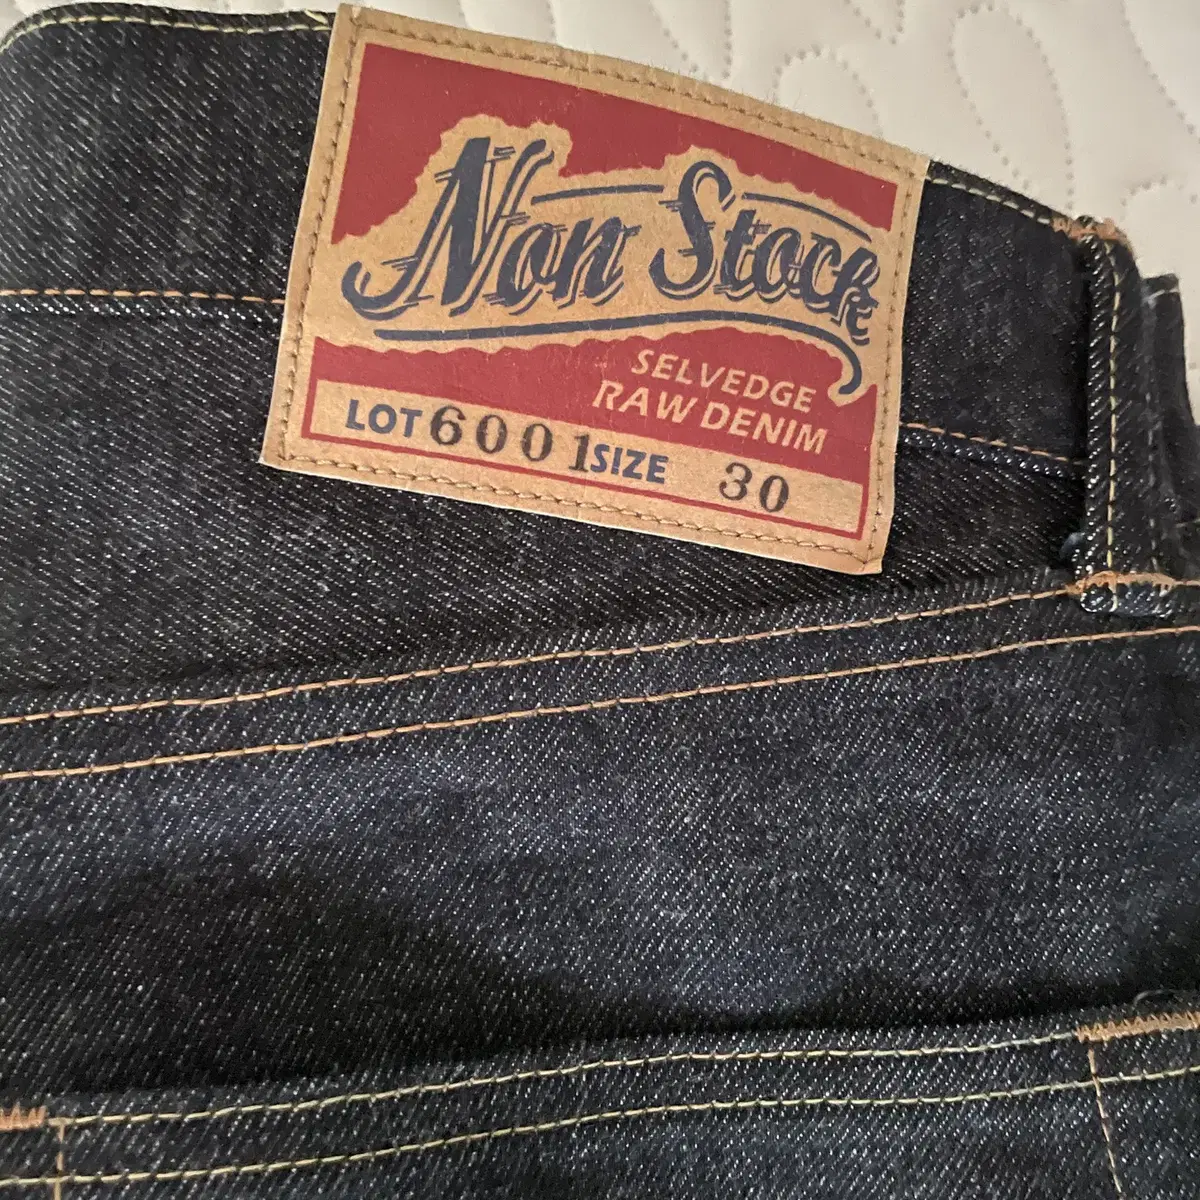 Non Stock
SELVEDGE
RAW DENIM
LOT 6001 SIZE 30